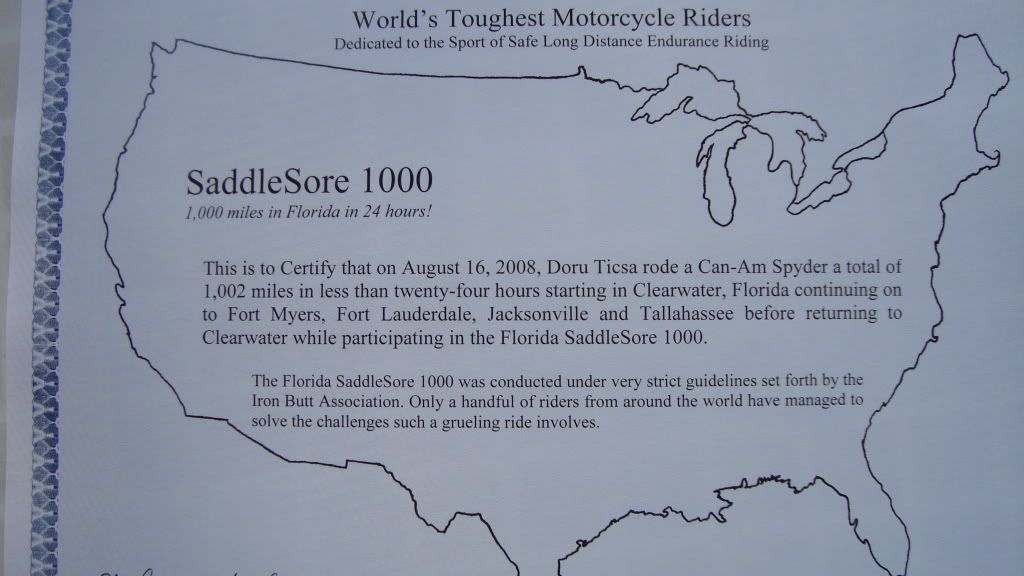 World's Toughest Motorcycle Riders
Dedicated to the Sport of Safe Long Distance Endurance Riding
SaddleSore 1000
1,000 miles in Florida in 24 hours!
This is to Certify that on August 16, 2008, Doru Ticsa rode a Can-Am Spyder a total of
1,002 miles in less than twenty-four hours starting in Clearwater, Florida continuing on
to Fort Myers, Fort Lauderdale, Jacksonville and Tallahassee before returning to
Clearwater while participating in the Florida SaddleSore 1000.
The Florida SaddleSore 1000 was conducted under very strict guidelines set forth by the
Iron Butt Association. Only a handful of riders from around the world have managed to
solve the challenges such a grueling ride involves.